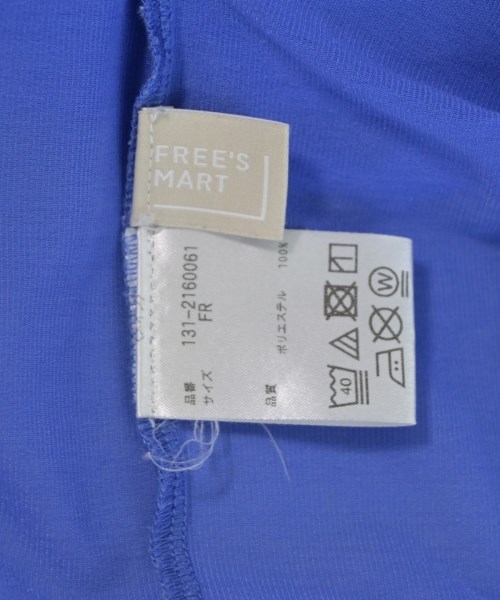 FREE'S
MART
品番 131-2160061
サイズ FR
品質 ポリエステル 100%
40
W